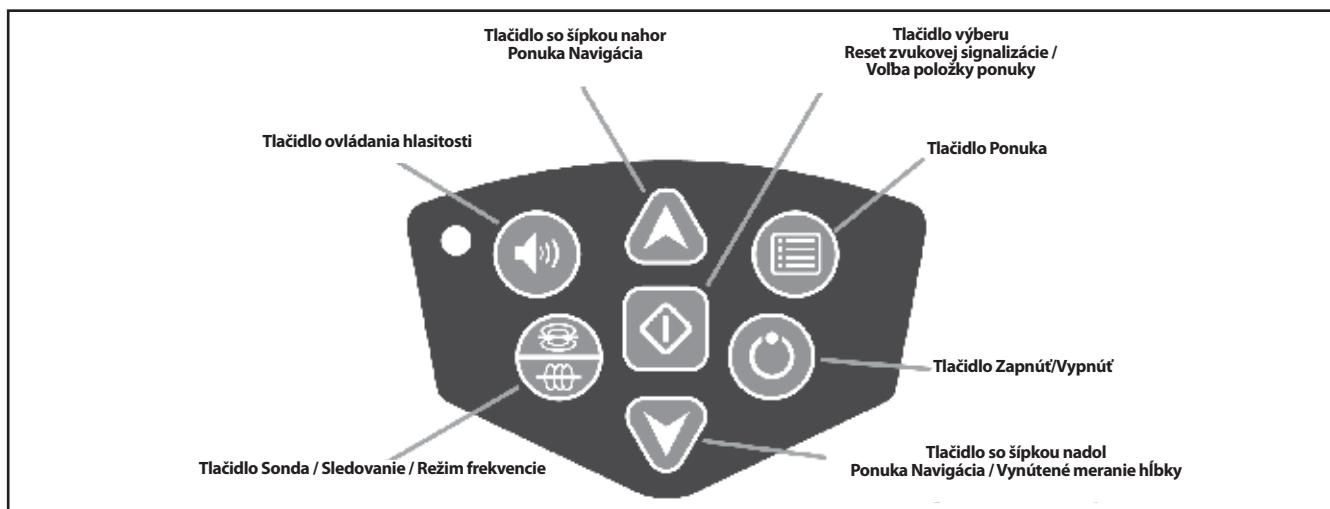 Tlačidlo so šípkou nahor
Ponuka Navigácia
Tlačidlo výberu
Reset zvukovej signalizácie /
Voľba položky ponuky
Tlačidlo ovládania hlasitosti
Tlačidlo Ponuka
Tlačidlo Zapnúť/Vypnúť
Tlačidlo Sonda / Sledovanie / Režim frekvencie
Tlačidlo so šípkou nadol
Ponuka Navigácia / Vynútené meranie hĺbky